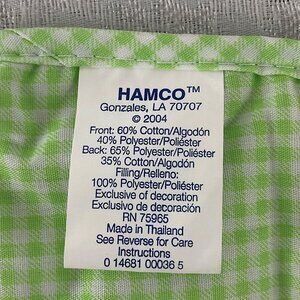 HAMCO™
Gonzales, LA 70707
© 2004
Front: 60% Cotton/Algodón
40% Polyester/Poliéster
Back: 65% Polyester/Poliéster
35% Cotton/Algodón
Filling/Relleno:
100% Polyester/Poliéster
Exclusive of decoration
Exclusivo de decoración
RN 75965
Made in Thailand
See Reverse for Care
Instructions
0 14681 00036 5